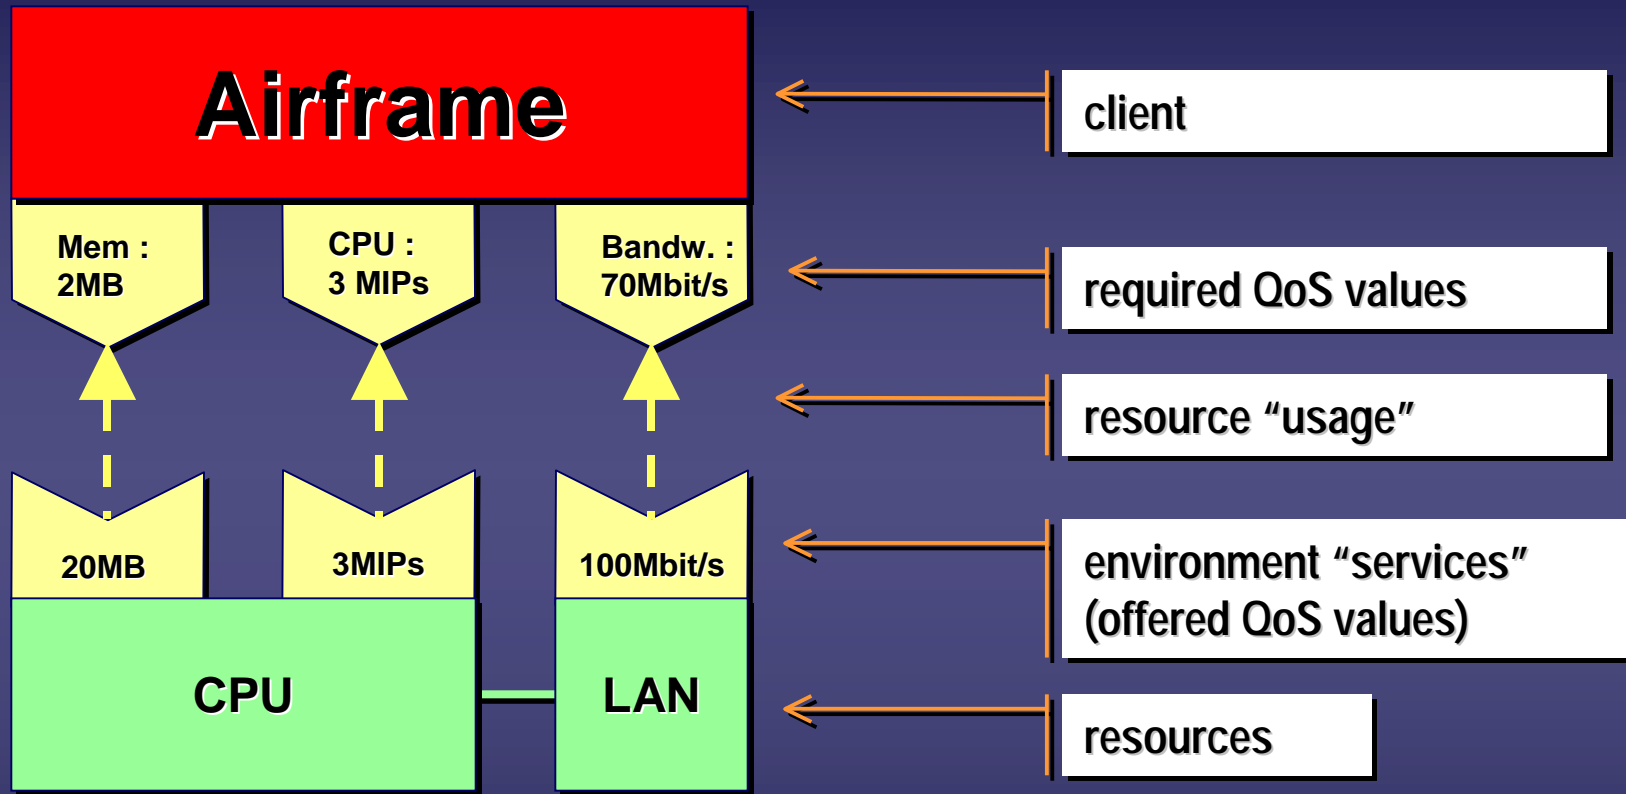 Airframe
client
Mem :
2MB
CPU :
3 MIPs
Bandw. :
70Mbit/s
required QoS values
resource “usage”
20MB
3MIPs
100Mbit/s
environment “services”
(offered QoS values)
CPU
LAN
resources